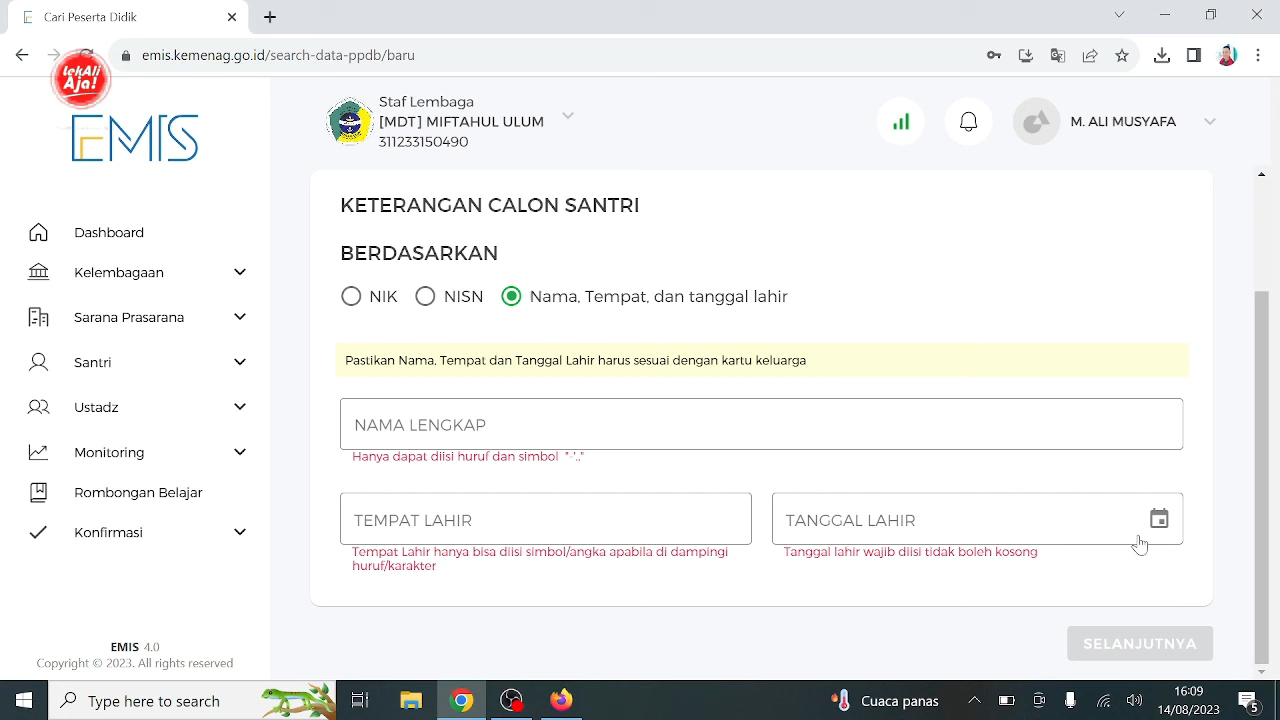 Cari Peserta Didik
emis.kemenag.go.id/search-data-ppdb/baru
lekAli
Aja!
EMIS
Staf Lembaga
[MDT] MIFTAHUL ULUM
311233150490
M. ALI MUSYAFA
Dashboard
Kelembagaan
Sarana Prasarana
Santri
Ustadz
Monitoring
Rombongan Belajar
Konfirmasi
EMIS 4.0
Copyright © 2023. All rights reserved
KETERANGAN CALON SANTRI
BERDASARKAN
NIK NISN Nama, Tempat, dan tanggal lahir
Pastikan Nama, Tempat dan Tanggal Lahir harus sesuai dengan kartu keluarga
NAMA LENGKAP
Hanya dapat diisi huruf dan simbol "-'.,"
TEMPAT LAHIR
Tempat Lahir hanya bisa diisi simbol/angka apabila di dampingi
huruf/karakter
TANGGAL LAHIR
Tanggal lahir wajib diisi tidak boleh kosong
SELANJUTNYA
Type here to search
Cuaca panas
16:09
14/08/2023
5